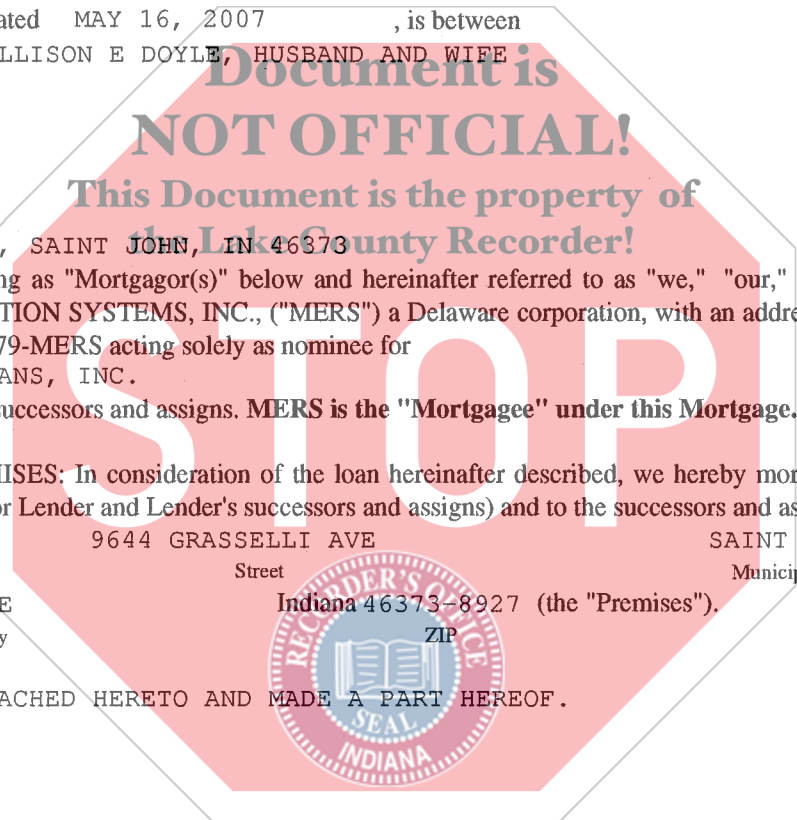 ated MAY 16, 2007 , is between
LLISON E DOYLE, HUSBAND AND WIFE
Document is
NOT OFFICIAL!
This Document is the property of
the Lake County Recorder!
, SAINT JOHN, IN 46373
ng as "Mortgagor(s)" below and hereinafter referred to as "we," "our,"
TION SYSTEMS, INC., ("MERS") a Delaware corporation, with an addre
79-MERS acting solely as nominee for
ANS, INC.
successors and assigns. MERS is the "Mortgagee" under this Mortgage.
STOP
MISES: In consideration of the loan hereinafter described, we hereby mor
or Lender and Lender's successors and assigns) and to the successors and as
9644 GRASSELLI AVE SAINT
Street Municip
E Indiana 46373-8927 (the "Premises").
y ZIP
ACHED HERETO AND MADE A PART HEREOF.
RECORDER'S OFFICE
SEAL
INDIANA